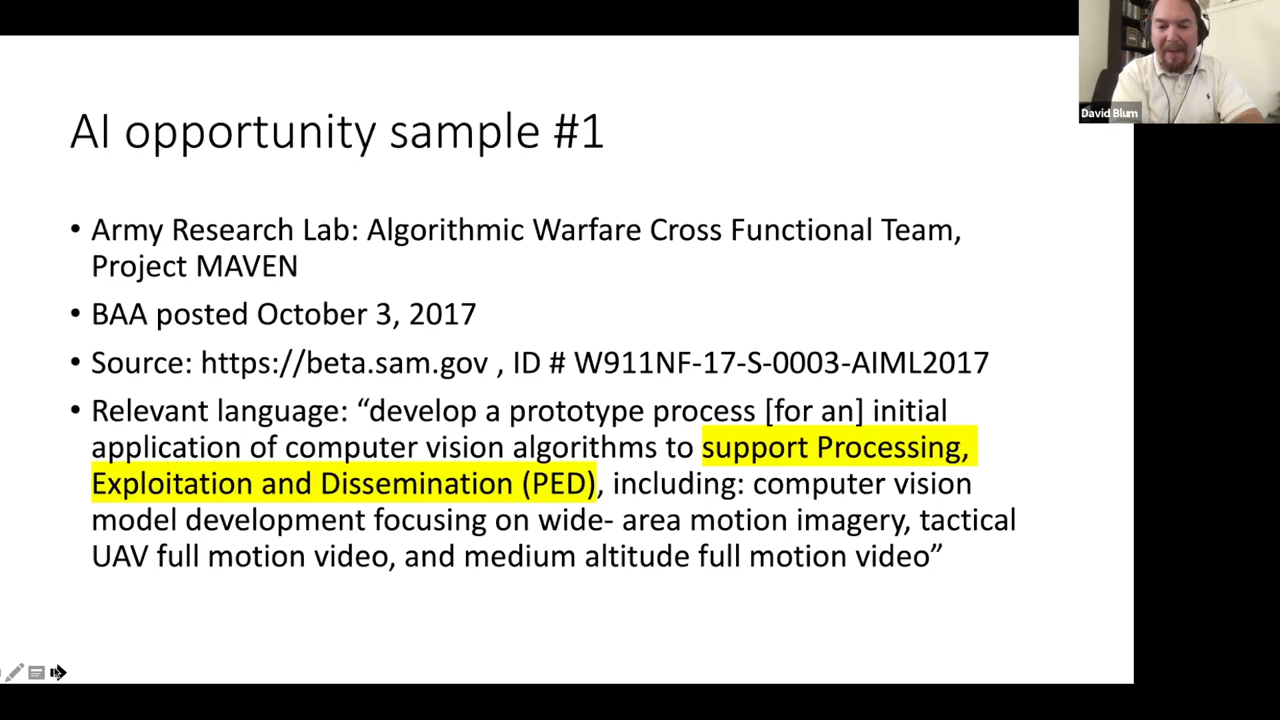 David Blum
AI opportunity sample #1
• Army Research Lab: Algorithmic Warfare Cross Functional Team,
Project MAVEN
• BAA posted October 3, 2017
• Source: https://beta.sam.gov , ID # W911NF-17-S-0003-AIML2017
• Relevant language: “develop a prototype process [for an] initial
application of computer vision algorithms to support Processing,
Exploitation and Dissemination (PED), including: computer vision
model development focusing on wide- area motion imagery, tactical
UAV full motion video, and medium altitude full motion video”